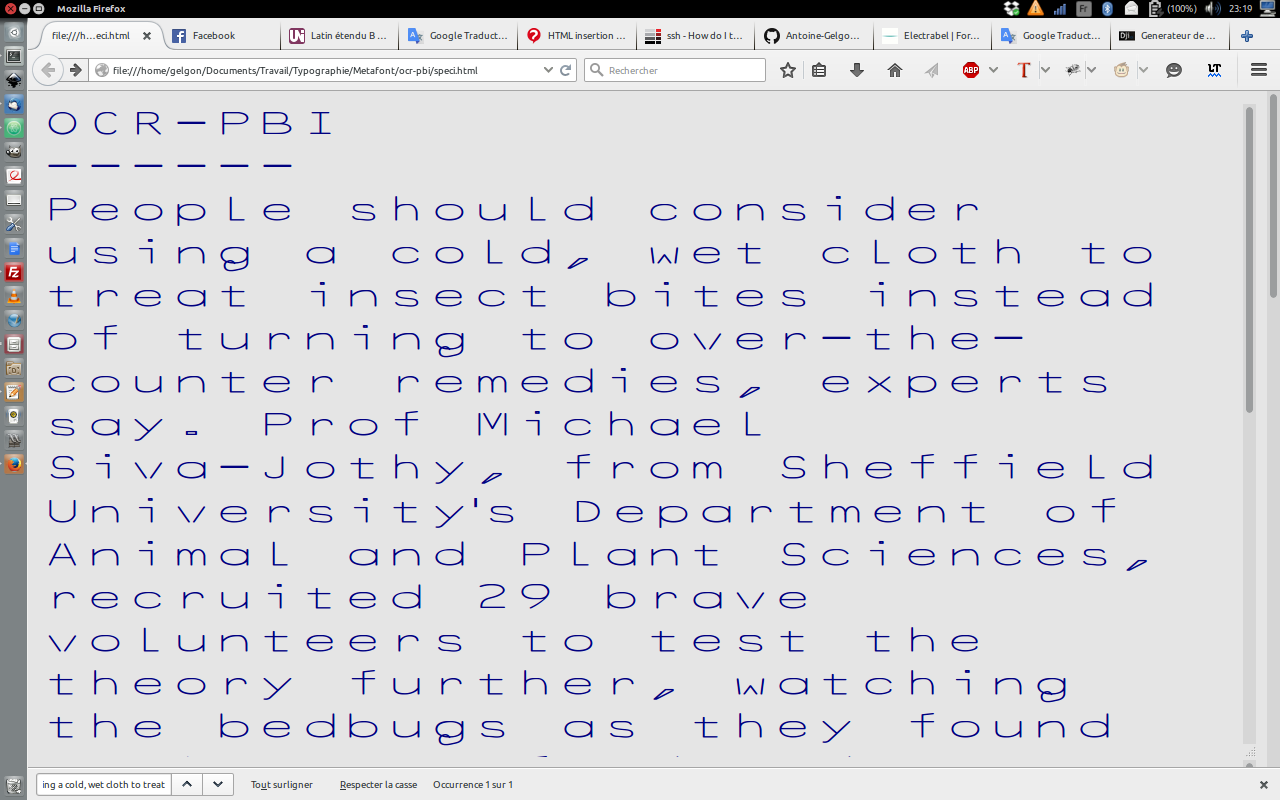 Mozilla Firefox
Fr
(100%)
23:19
file:///h...eci.html
Facebook
Latin étendu B ...
Google Traduct...
HTML insertion ...
ssh - How do I t...
Antoine-Gelgo...
Electrabel | For...
Google Traduct...
Generateur de ...
file:///home/gelgon/Documents/Travail/Typographie/Metafont/ocr-pbi/speci.html
Rechercher
ABP
T
LT
OCR-PBI
------
People should consider
using a cold, wet cloth to
treat insect bites instead
of turning to over-the-
counter remedies, experts
say. Prof Michael
Siva-Jothy, from Sheffield
University's Department of
Animal and Plant Sciences,
recruited 29 brave
volunteers to test the
theory further, watching
the bedbugs as they found
ing a cold, wet cloth to treat
Tout surligner
Respecter la casse
Occurrence 1 sur 1